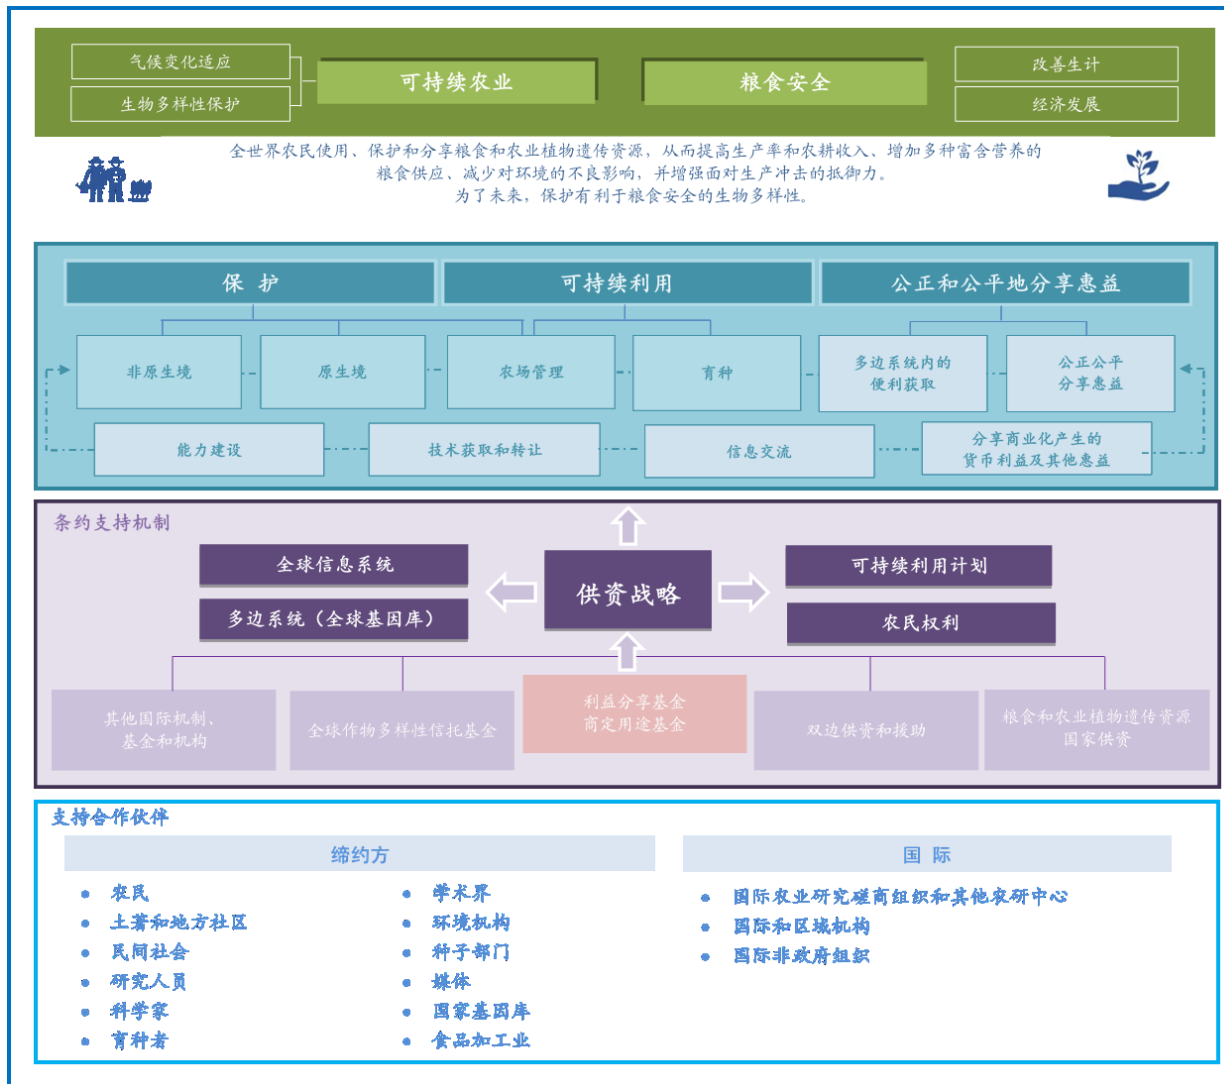 气候变化适应
生物多样性保护
可持续农业
粮食安全
改善生计
经济发展
全世界农民使用、保护和分享粮食和农业植物遗传资源，从而提高生产率和农耕收入、增加多种富含营养的
粮食供应、减少对环境的不良影响，并增强面对生产冲击的抵御力。
为了未来，保护有利于粮食安全的生物多样性。
保 护
可持续利用
公正和公平地分享惠益
非原生境
原生境
农场管理
育种
多边系统内的
便利获取
公正公平
分享惠益
能力建设
技术获取和转让
信息交流
分享商业化产生的
货币利益及其他惠益
条约支持机制
全球信息系统
多边系统（全球基因库）
供资战略
可持续利用计划
农民权利
其他国际机制、
基金和机构
全球作物多样性信托基金
利益分享基金
商定用途基金
双边供资和援助
粮食和农业植物遗传资源
国家供资
支持合作伙伴
缔约方
• 农民
• 土著和地方社区
• 民间社会
• 研究人员
• 科学家
• 育种者
• 学术界
• 环境机构
• 种子部门
• 媒体
• 国家基因库
• 食品加工业
国 际
• 国际农业研究磋商组织和其他农研中心
• 国际和区域机构
• 国际非政府组织